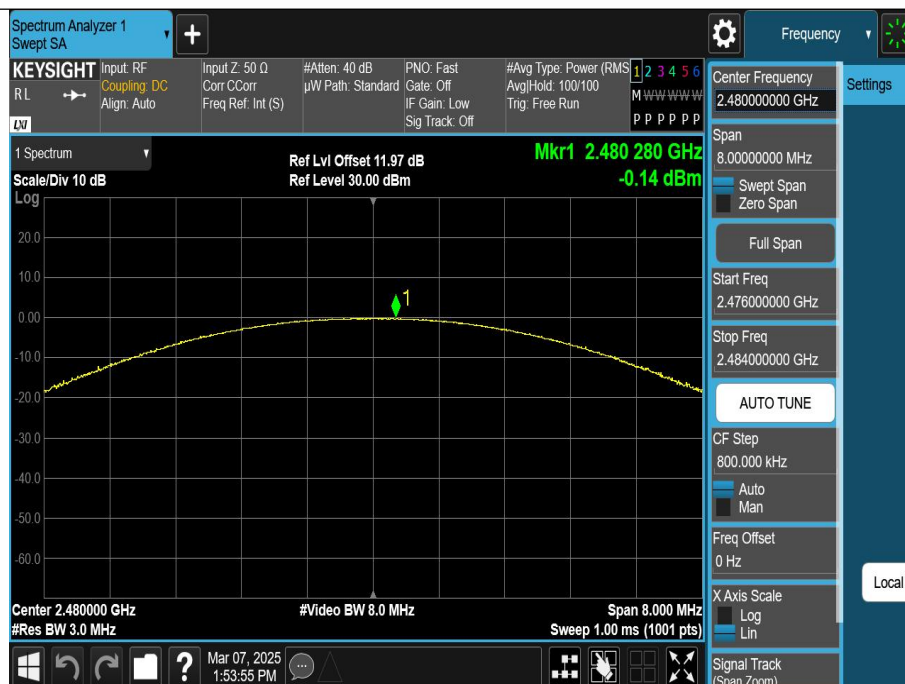 Spectrum Analyzer 1
Swept SA
+
Frequency
KEYSIGHT
RL
LXI
Input: RF
Coupling: DC
Align: Auto
Input Z: 50 Ω
Corr CCorr
Freq Ref: Int (S)
#Atten: 40 dB
µW Path: Standard
PNO: Fast
Gate: Off
IF Gain: Low
Sig Track: Off
#Avg Type: Power (RMS
Avg|Hold: 100/100
Trig: Free Run
1 2 3 4 5 6
M W W W W W
P P P P P P
1 Spectrum
Scale/Div 10 dB
Log
Ref Lvl Offset 11.97 dB
Ref Level 30.00 dBm
Mkr1 2.480 280 GHz
-0.14 dBm
1
20.0
10.0
0.00
-10.0
-20.0
-30.0
-40.0
-50.0
-60.0
Center 2.480000 GHz
#Res BW 3.0 MHz
#Video BW 8.0 MHz
Span 8.000 MHz
Sweep 1.00 ms (1001 pts)
Mar 07, 2025
1:53:55 PM
?
Center Frequency
2.480000000 GHz
Settings
Span
8.00000000 MHz
Swept Span
Zero Span
Full Span
Start Freq
2.476000000 GHz
Stop Freq
2.484000000 GHz
AUTO TUNE
CF Step
800.000 kHz
Auto
Man
Freq Offset
0 Hz
Local
X Axis Scale
Log
Lin
Signal Track
(Span Zoom)